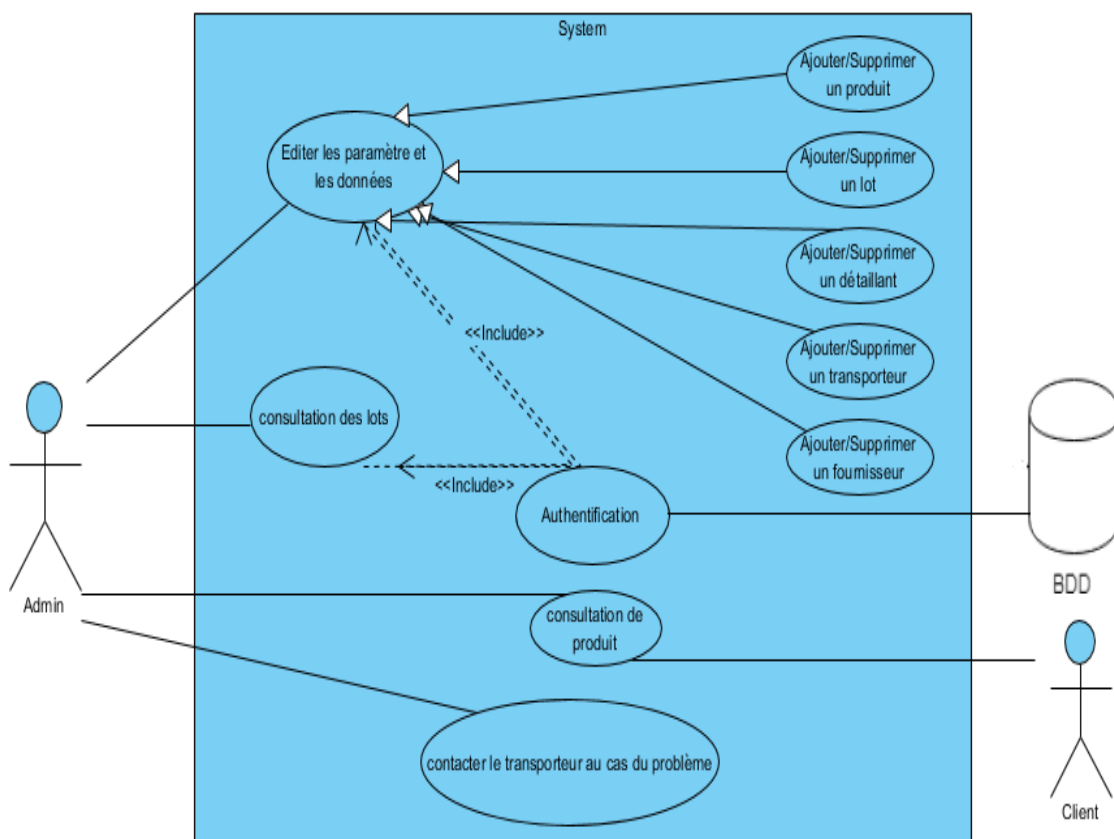 System
Ajouter/Supprimer
un produit
Editer les paramètre et
les données
Ajouter/Supprimer
un lot
Ajouter/Supprimer
un détaillant
<<Include>>
Ajouter/Supprimer
un transporteur
consultation des lots
Ajouter/Supprimer
un fournisseur
<<Include>>
Authentification
BDD
Admin
consultation de
produit
contacter le transporteur au cas du problème
Client